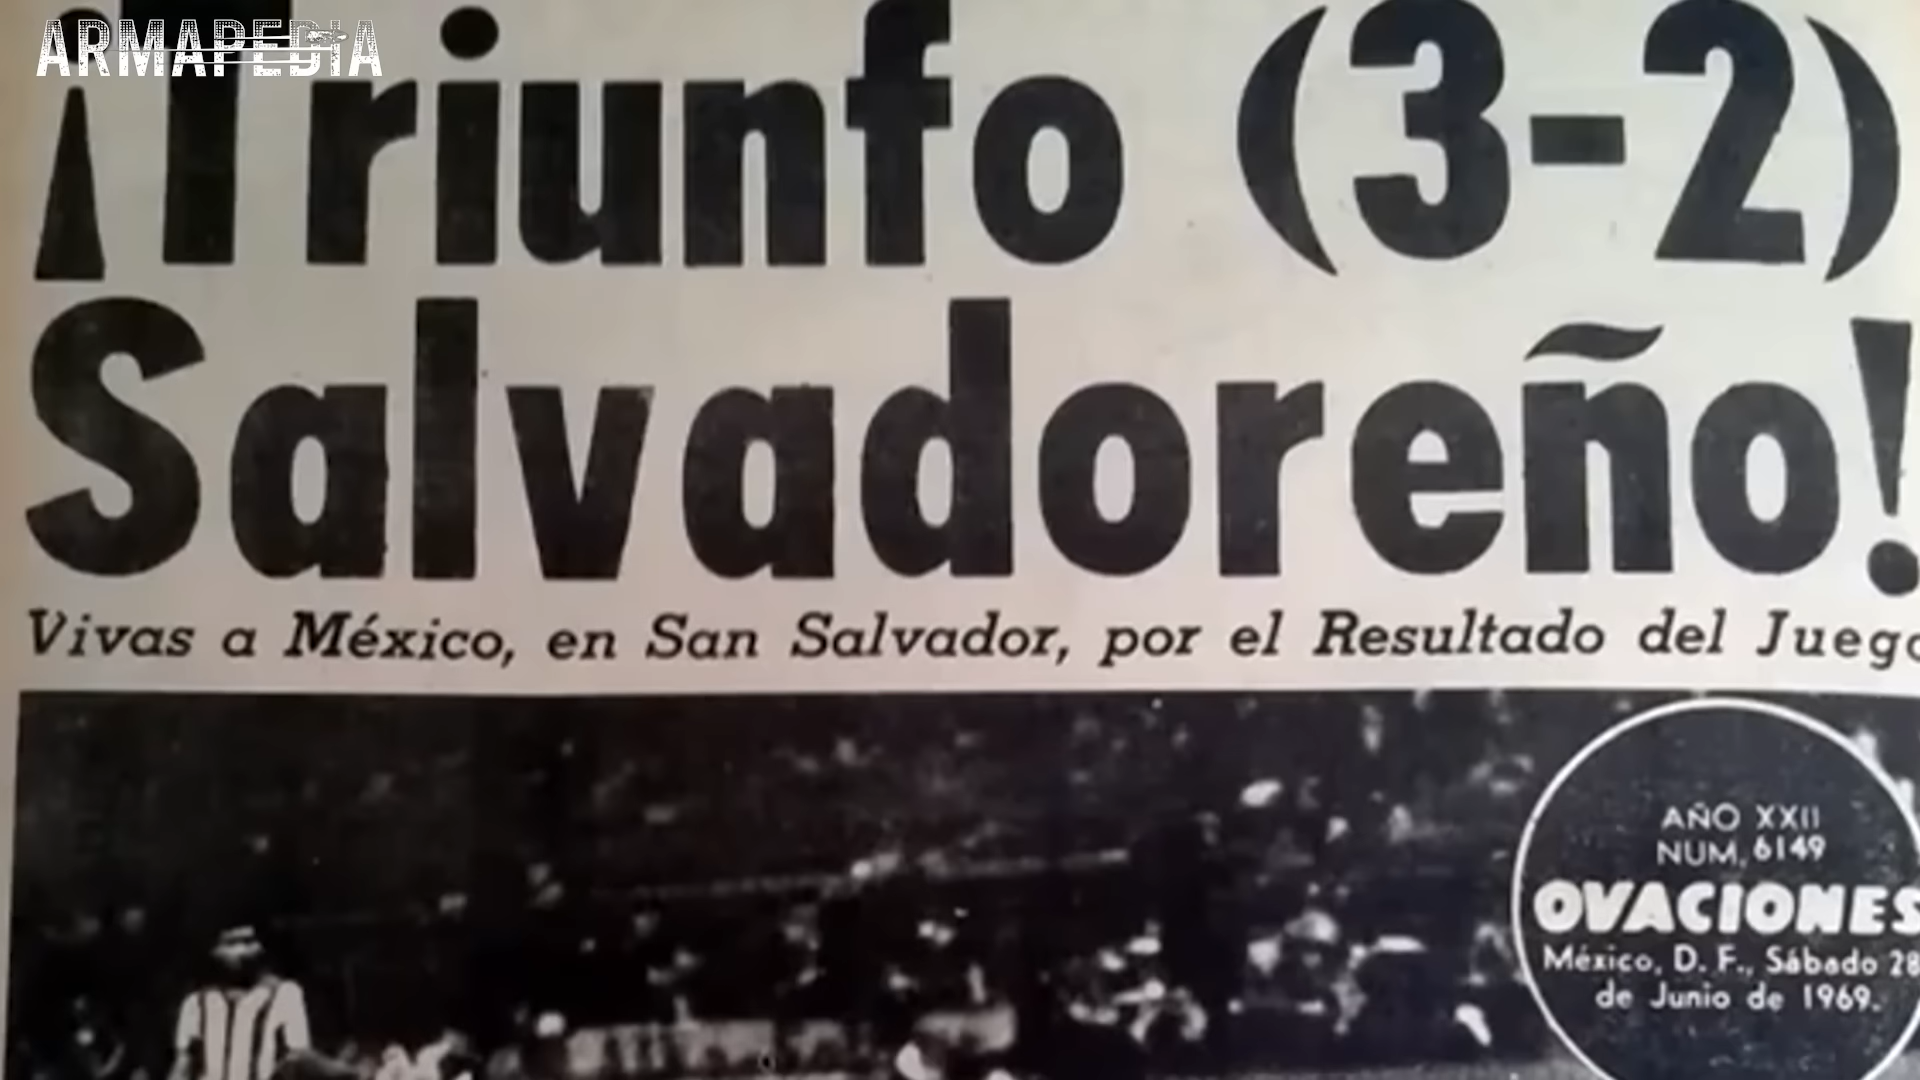 ARMAPEDIA
¡Triunfo (3-2)
Salvadoreño!
Vivas a México, en San Salvador, por el Resultado del Juego
AÑO XXII
NUM. 6149
OVACIONES
México, D. F., Sábado 28
de Junio de 1969.